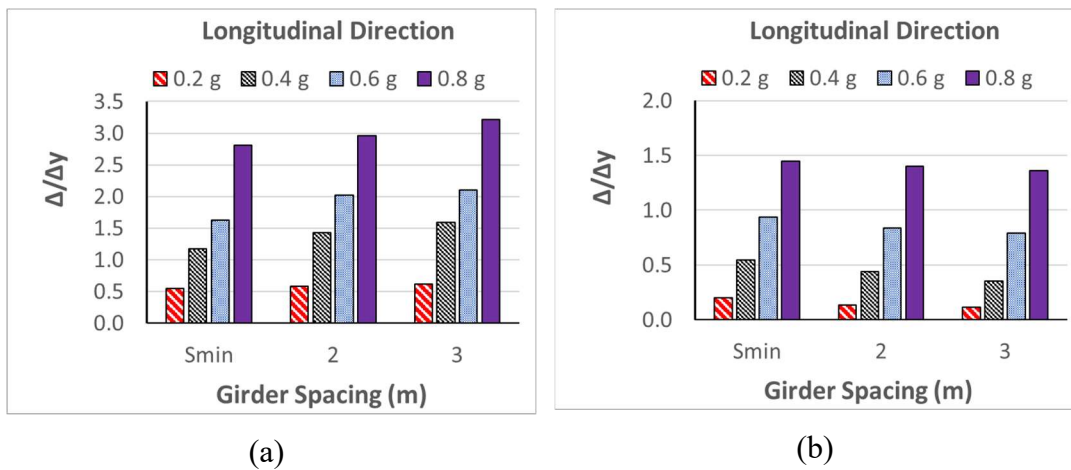 Longitudinal Direction
0.2 g 0.4 g 0.6 g 0.8 g
3.5
3.0
2.5
2.0
1.5
1.0
0.5
0.0
Δ/Δy
Smin 2 3
Girder Spacing (m)
(a)
Longitudinal Direction
0.2 g 0.4 g 0.6 g 0.8 g
2.0
1.5
1.0
0.5
0.0
Δ/Δy
Smin 2 3
Girder Spacing (m)
(b)